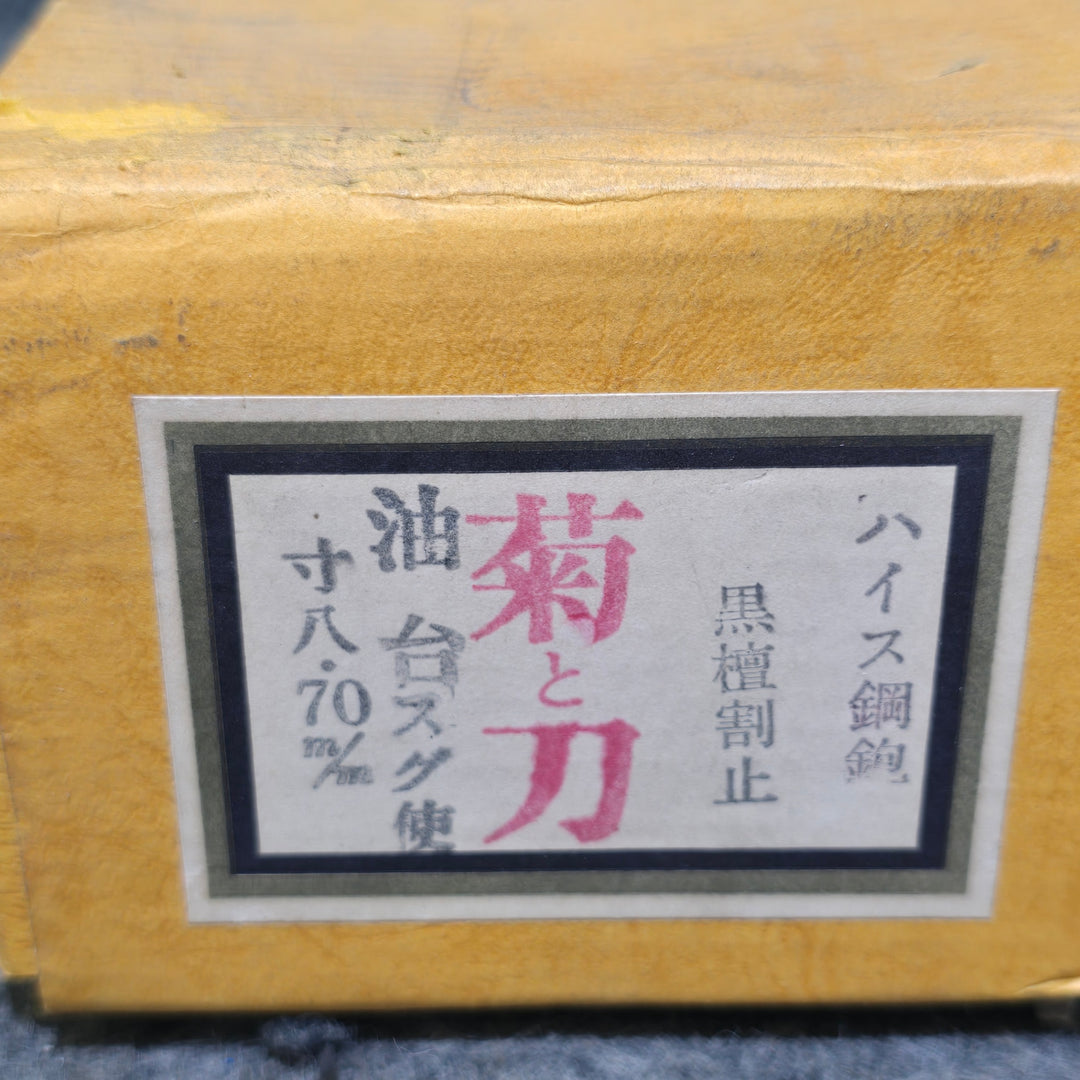 ハイス鋼鉋
黒檀割止
菊と刀
油台スグ使
寸八・70m/m